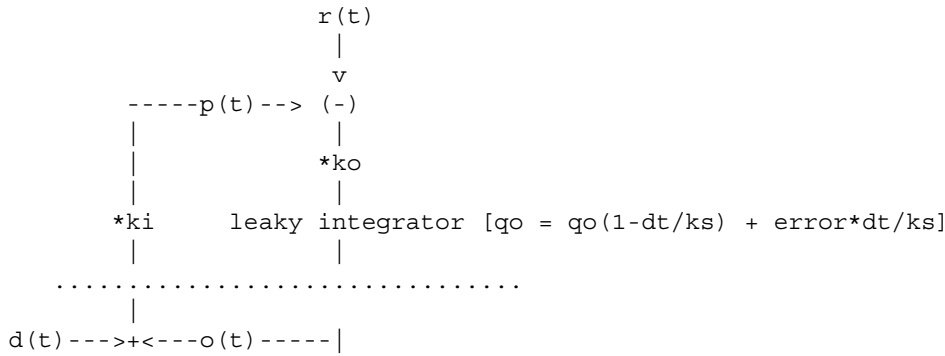 r(t)
|
v
-----p(t)--> (-)
| |
| *ko
| |
*ki leaky integrator [qo = qo(1-dt/ks) + error*dt/ks]
| |
................................
|
d(t)--->+<---o(t)-----|